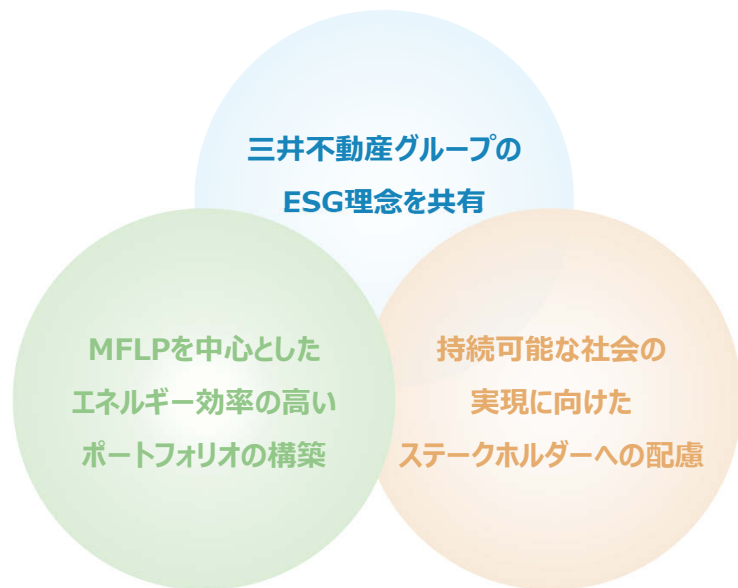 三井不動産グループの
ESG理念を共有
MFLPを中心とした
エネルギー効率の高い
ポートフォリオの構築
持続可能な社会の
実現に向けた
ステークホルダーへの配慮